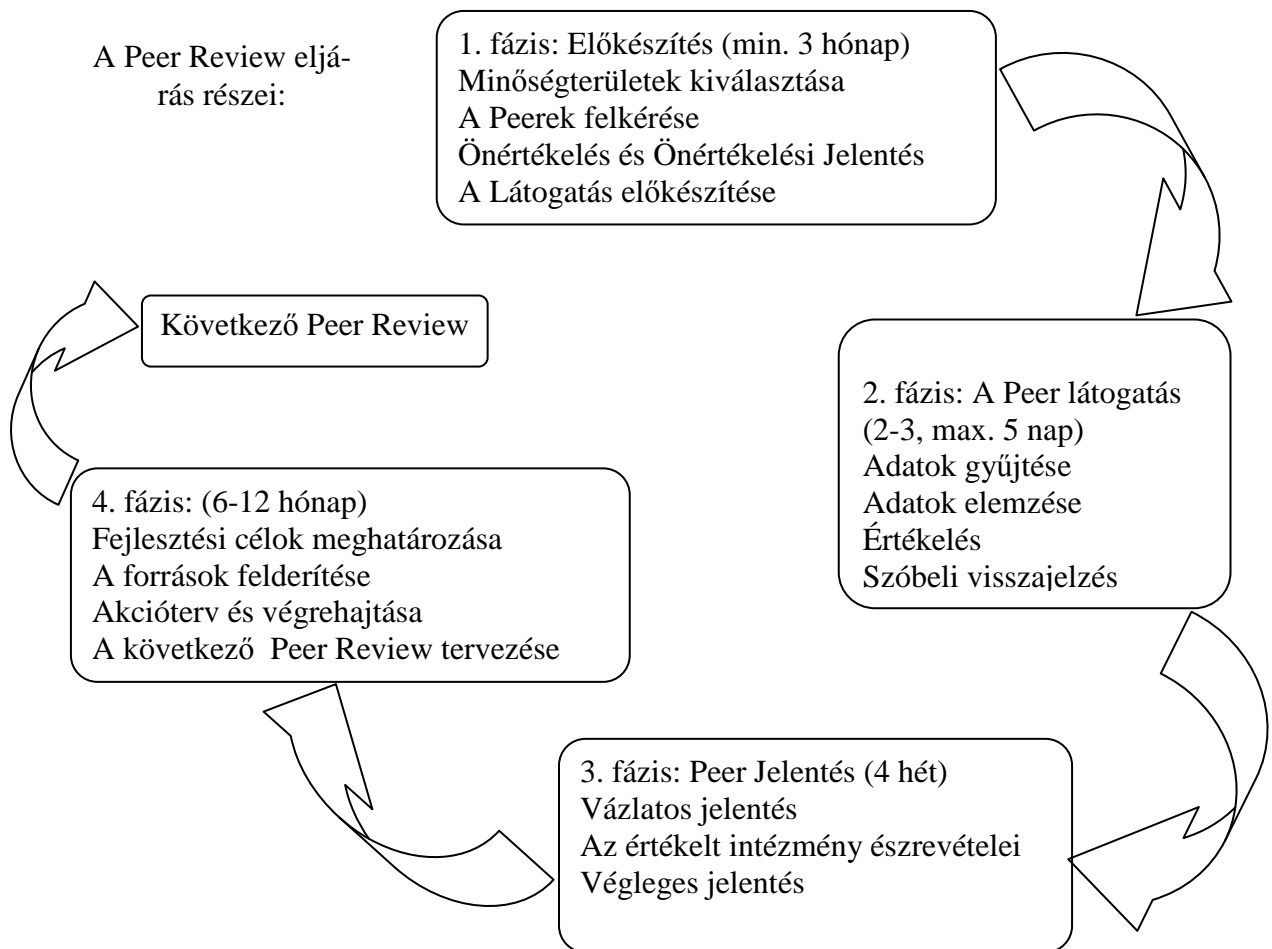 A Peer Review eljá-
rás részei:
1. fázis: Előkészítés (min. 3 hónap)
Minőségterületek kiválasztása
A Peerek felkérése
Önértékelés és Önértékelési Jelentés
A Látogatás előkészítése
2. fázis: A Peer látogatás
(2-3, max. 5 nap)
Adatok gyűjtése
Adatok elemzése
Értékelés
Szóbeli visszajelzés
3. fázis: Peer Jelentés (4 hét)
Vázlatos jelentés
Az értékelt intézmény észrevételei
Végleges jelentés
4. fázis: (6-12 hónap)
Fejlesztési célok meghatározása
A források felderítése
Akcióterv és végrehajtása
A következő  Peer Review tervezése
Következő Peer Review